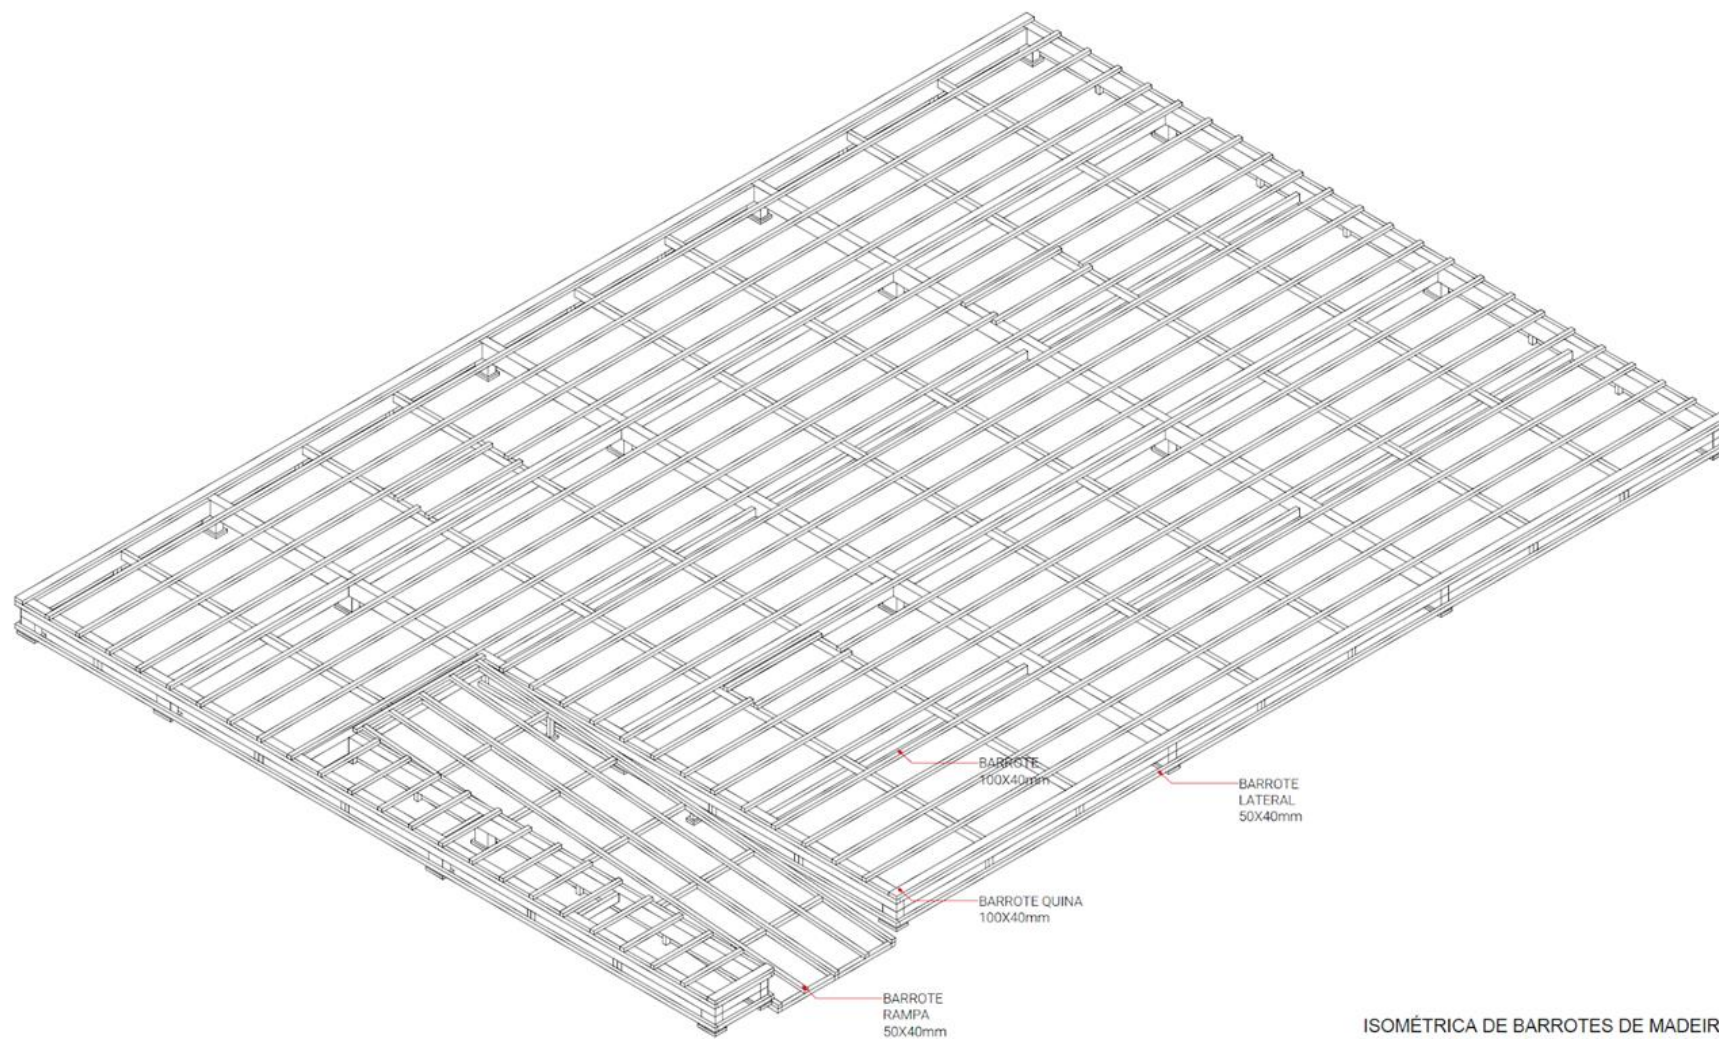 BARROTE
100X40mm
BARROTE
LATERAL
50X40mm
BARROTE QUINA
100X40mm
BARROTE
RAMPA
50X40mm
ISOMÉTRICA DE BARROTES DE MADEIR